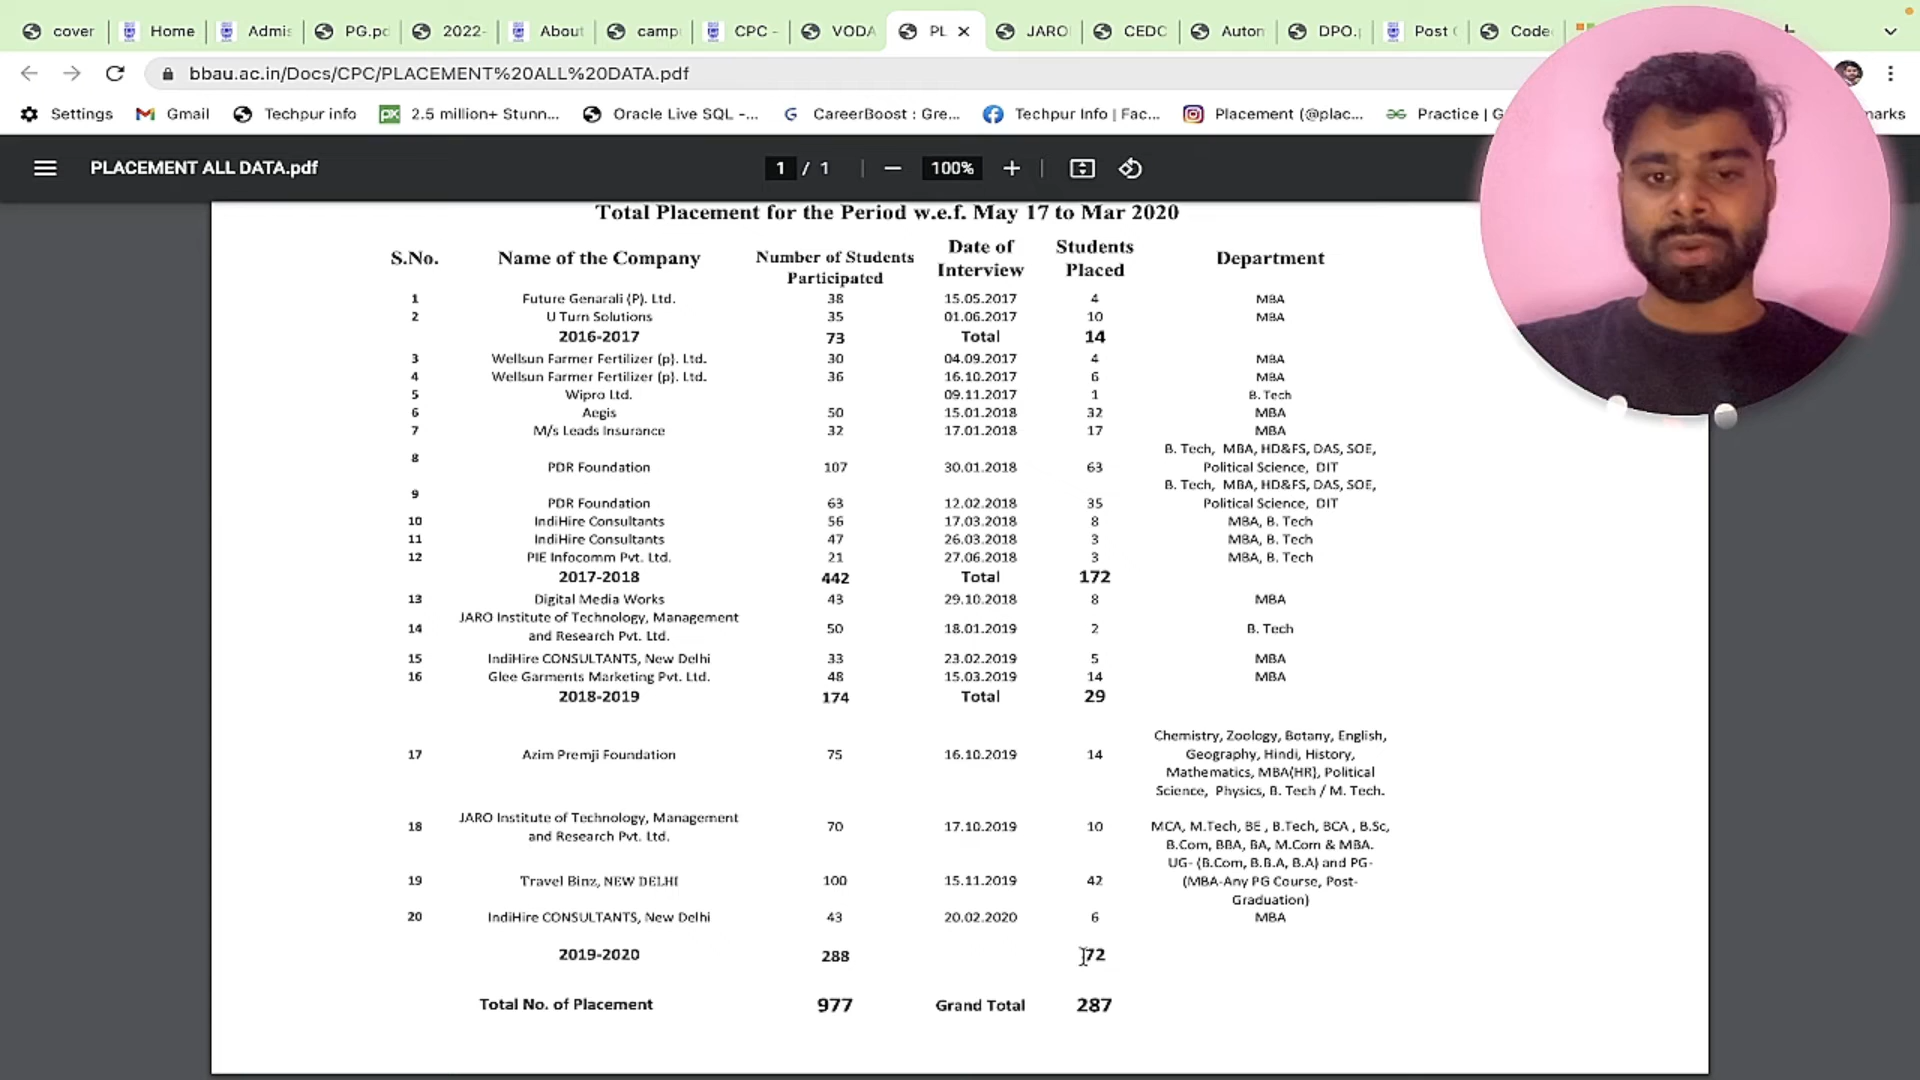 cover
Home
Admis
PG.pd
2022-
About
camp
CPC -
VODA
PL
JARO
CEDC
Autom
DPO.p
Post G
Code
bbau.ac.in/Docs/CPC/PLACEMENT%20ALL%20DATA.pdf
Settings
Gmail
Techpur info
2.5 million+ Stunn...
Oracle Live SQL -...
CareerBoost : Gre...
Techpur Info | Fac...
Placement (@plac...
Practice | G
marks
PLACEMENT ALL DATA.pdf
1 / 1
100%
Total Placement for the Period w.e.f. May 17 to Mar 2020
S.No. Name of the Company Number of Students Participated Date of Interview Students Placed Department
1 Future Genarali (P). Ltd. 38 15.05.2017 4 MBA
2 U Turn Solutions 35 01.06.2017 10 MBA
2016-2017 73 Total 14
3 Wellsun Farmer Fertilizer (p). Ltd. 30 04.09.2017 4 MBA
4 Wellsun Farmer Fertilizer (p). Ltd. 36 16.10.2017 6 MBA
5 Wipro Ltd. 09.11.2017 1 B. Tech
6 Aegis 50 15.01.2018 32 MBA
7 M/s Leads Insurance 32 17.01.2018 17 MBA
8 PDR Foundation 107 30.01.2018 63 B. Tech, MBA, HD&FS, DAS, SOE,
Political Science, DIT
9 PDR Foundation 63 12.02.2018 35 B. Tech, MBA, HD&FS, DAS, SOE,
Political Science, DIT
10 IndiHire Consultants 56 17.03.2018 8 MBA, B. Tech
11 IndiHire Consultants 47 26.03.2018 3 MBA, B. Tech
12 PIE Infocomm Pvt. Ltd. 21 27.06.2018 3 MBA, B. Tech
2017-2018 442 Total 172
13 Digital Media Works 43 29.10.2018 8 MBA
14 JARO Institute of Technology, Management
and Research Pvt. Ltd. 50 18.01.2019 2 B. Tech
15 IndiHire CONSULTANTS, New Delhi 33 23.02.2019 5 MBA
16 Glee Garments Marketing Pvt. Ltd. 48 15.03.2019 14 MBA
2018-2019 174 Total 29
17 Azim Premji Foundation 75 16.10.2019 14 Chemistry, Zoology, Botany, English,
Geography, Hindi, History,
Mathematics, MBA(HR), Political
Science, Physics, B. Tech / M. Tech.
18 JARO Institute of Technology, Management
and Research Pvt. Ltd. 70 17.10.2019 10 MCA, M.Tech, BE , B.Tech, BCA , B.Sc,
B.Com, BBA, BA, M.Com & MBA.
19 Travel Binz, NEW DELHI 100 15.11.2019 42 UG- (B.Com, B.B.A, B.A) and PG-
(MBA-Any PG Course, Post-
Graduation)
20 IndiHire CONSULTANTS, New Delhi 43 20.02.2020 6 MBA
2019-2020 288 72
Total No. of Placement 977 Grand Total 287